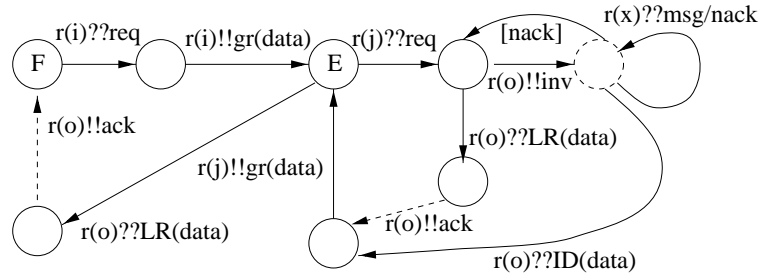 r(x)??msg/nack
r(i)??req
r(i)!!gr(data)
r(j)??req
[nack]
F
E
r(o)!!inv
r(o)!!ack
r(o)??LR(data)
r(j)!!gr(data)
r(o)??LR(data)
r(o)!!ack
r(o)??ID(data)